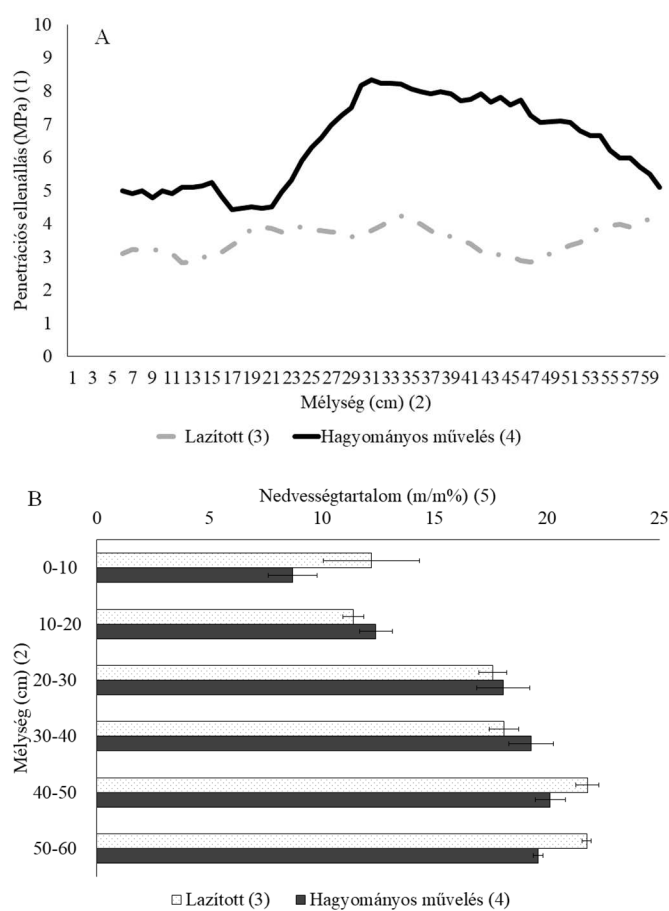 A
Penetrációs ellenállás (MPa) (1)
10
9
8
7
6
5
4
3
2
1
0
1 3 5 7 9 11 13 15 17 19 21 23 25 27 29 31 33 35 37 39 41 43 45 47 49 51 53 55 57 59
Mélység (cm) (2)
Lazított (3) Hagyományos művelés (4)
B
Nedvességtartalom (m/m%) (5)
0 5 10 15 20 25
Mélység (cm) (2)
0-10
10-20
20-30
30-40
40-50
50-60
Lazított (3) Hagyományos művelés (4)